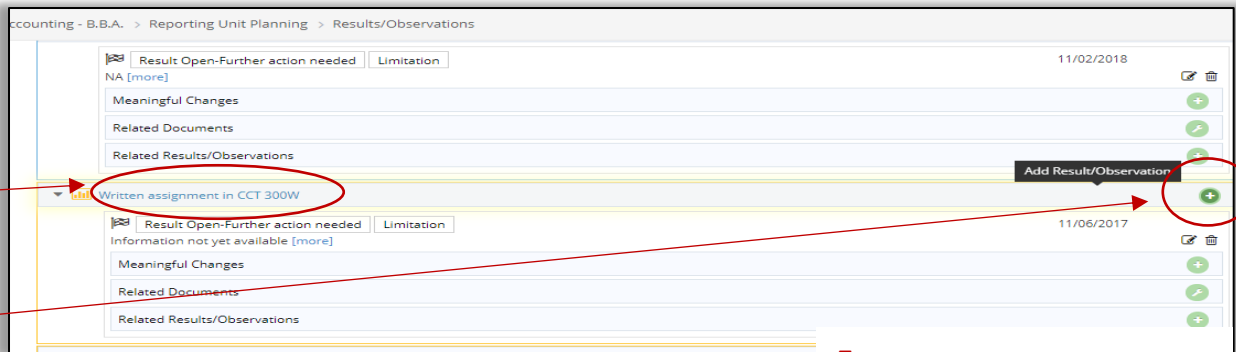 ccounting - B.B.A. > Reporting Unit Planning > Results/Observations
Result Open-Further action needed Limitation 11/02/2018
NA [more]
Meaningful Changes
Related Documents
Related Results/Observations
Add Result/Observation
Written assignment in CCT 300W
Result Open-Further action needed Limitation 11/06/2017
Information not yet available [more]
Meaningful Changes
Related Documents
Related Results/Observations